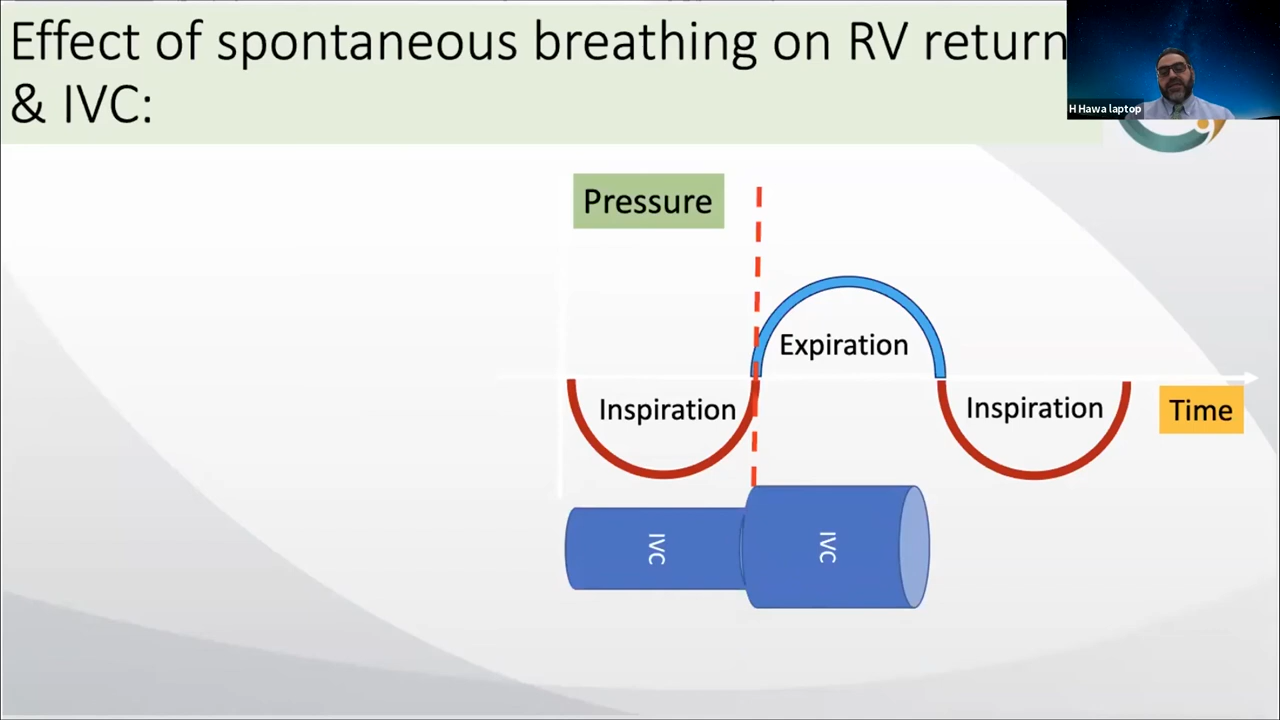 Effect of spontaneous breathing on RV return
& IVC:
H Hawa laptop
Pressure
Expiration
Inspiration
Inspiration
Time
IVC
IVC